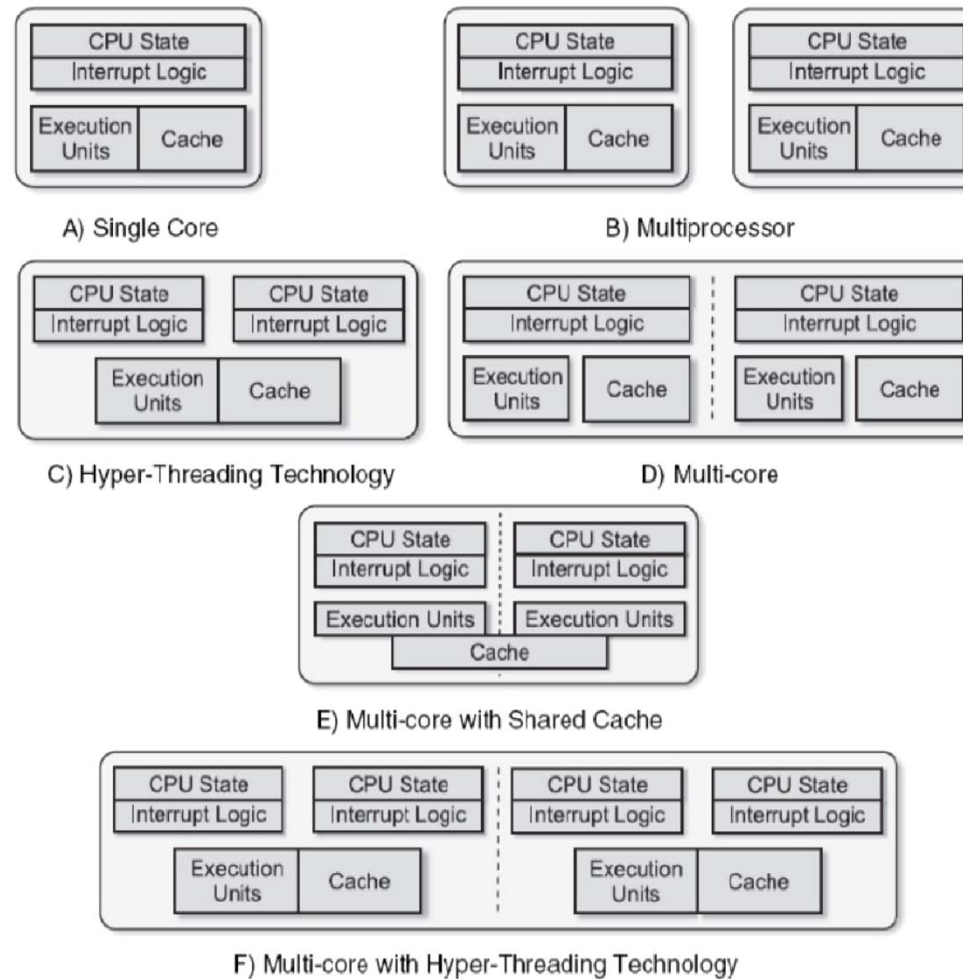 CPU State
Interrupt Logic
Execution
Units
Cache
A) Single Core
CPU State
Interrupt Logic
Execution
Units
Cache
CPU State
Interrupt Logic
Execution
Units
Cache
B) Multiprocessor
CPU State
Interrupt Logic
CPU State
Interrupt Logic
Execution
Units
Cache
C) Hyper-Threading Technology
CPU State
Interrupt Logic
Execution
Units
Cache
CPU State
Interrupt Logic
Execution
Units
Cache
D) Multi-core
CPU State
Interrupt Logic
Execution Units
CPU State
Interrupt Logic
Execution Units
Cache
E) Multi-core with Shared Cache
CPU State
Interrupt Logic
CPU State
Interrupt Logic
Execution
Units
Cache
CPU State
Interrupt Logic
CPU State
Interrupt Logic
Execution
Units
Cache
F) Multi-core with Hyper-Threading Technology